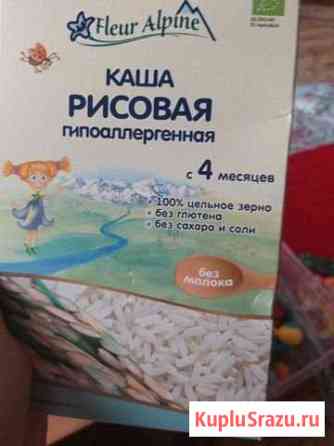 Fleur Alpine
КАША
РИСОВАЯ
гипоаллергенная
с 4 месяцев
• 100% цельное зерно
• без глютена
• без сахара и соли
без
молока
KupluSrazu.ru